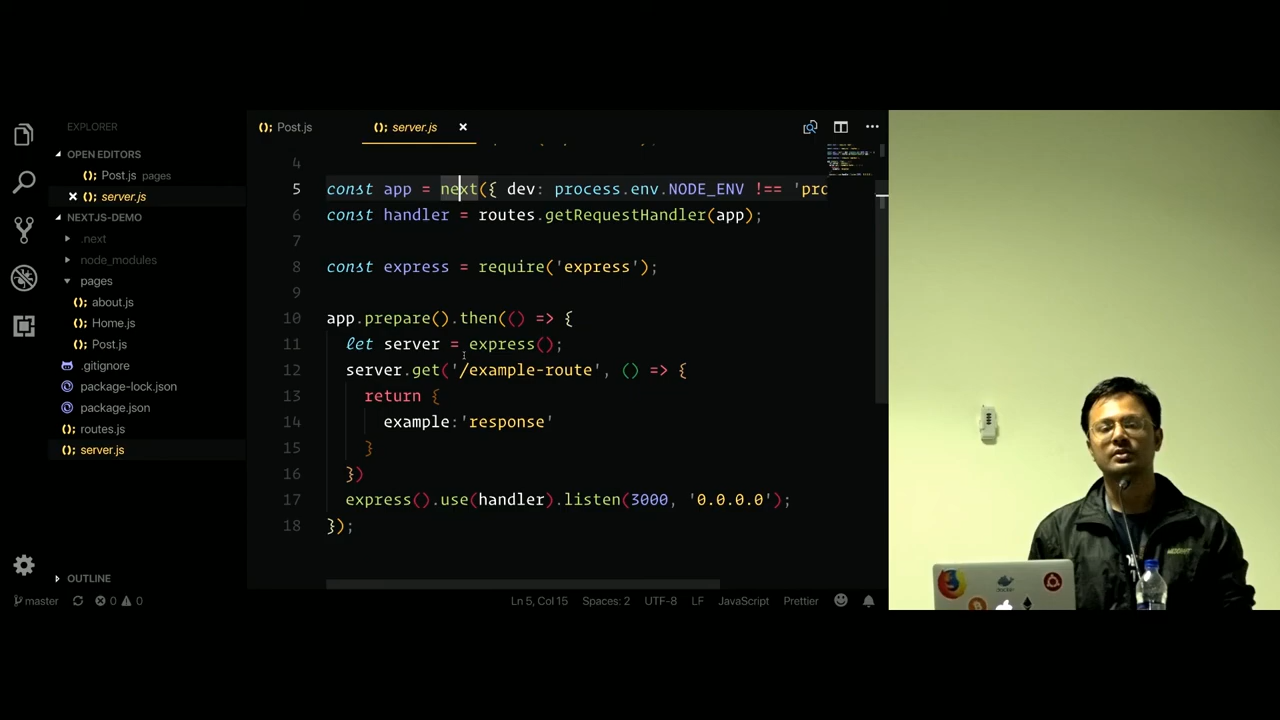 EXPLORER
OPEN EDITORS
Post.js pages
server.js
NEXTJS-DEMO
.next
node_modules
pages
about.js
Home.js
Post.js
.gitignore
package-lock.json
package.json
routes.js
server.js
OUTLINE
master
0
0
Post.js
server.js
4
5 const app = next({ dev: process.env.NODE_ENV !== 'pro
6 const handler = routes.getRequestHandler(app);
7
8 const express = require('express');
9
10 app.prepare().then(() => {
11 let server = express();
12 server.get('/example-route', () => {
13 return {
14 example:'response'
15 }
16 })
17 express().use(handler).listen(3000, '0.0.0.0');
18 });
Ln 5, Col 15
Spaces: 2
UTF-8
LF
JavaScript
Prettier